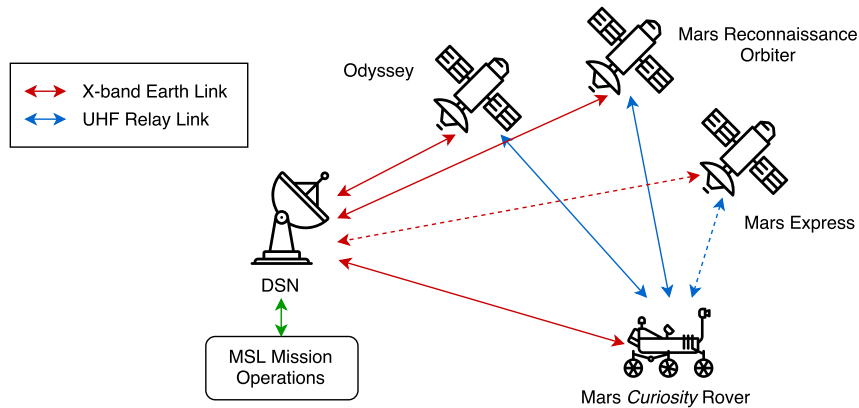 Mars Reconnaissance
Orbiter
Odyssey
X-band Earth Link
UHF Relay Link
Mars Express
DSN
MSL Mission
Operations
Mars Curiosity Rover